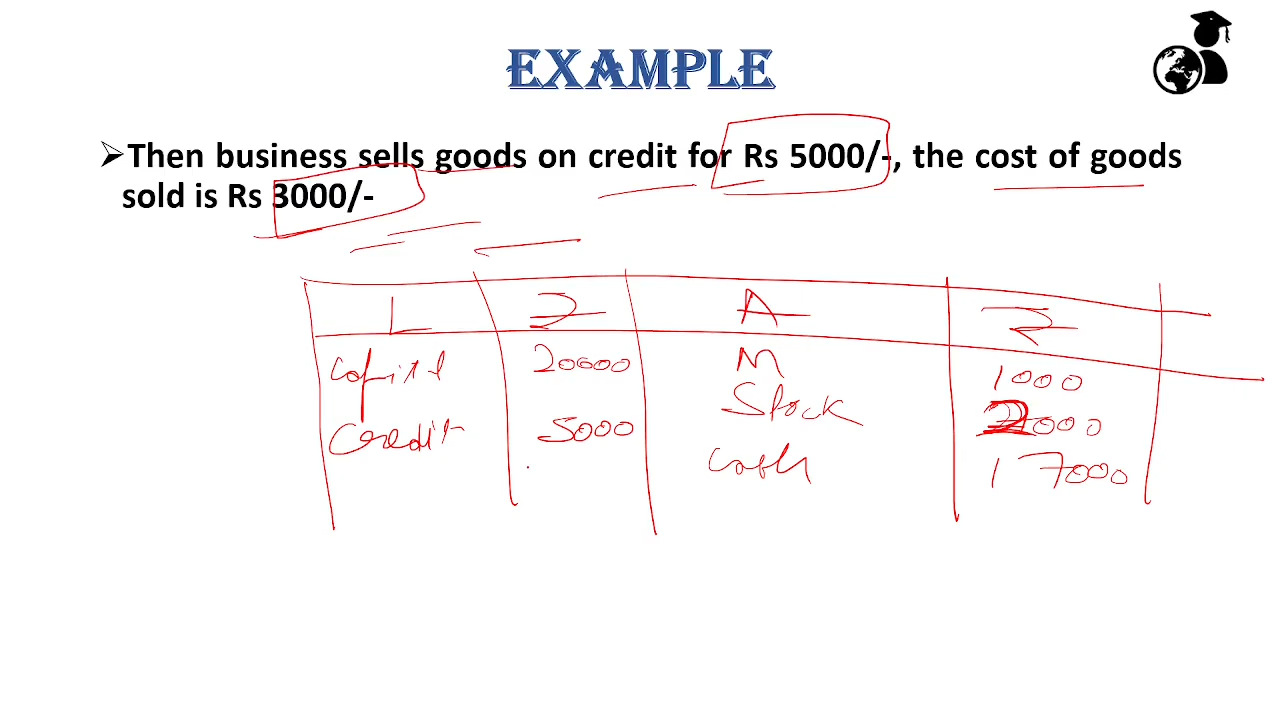 EXAMPLE
➢Then business sells goods on credit for Rs 5000/-, the cost of goods
sold is Rs 3000/-
L ₹ A ₹
Capital 20000 M 1000
Stock 2000
Credit 5000
Cash 17000